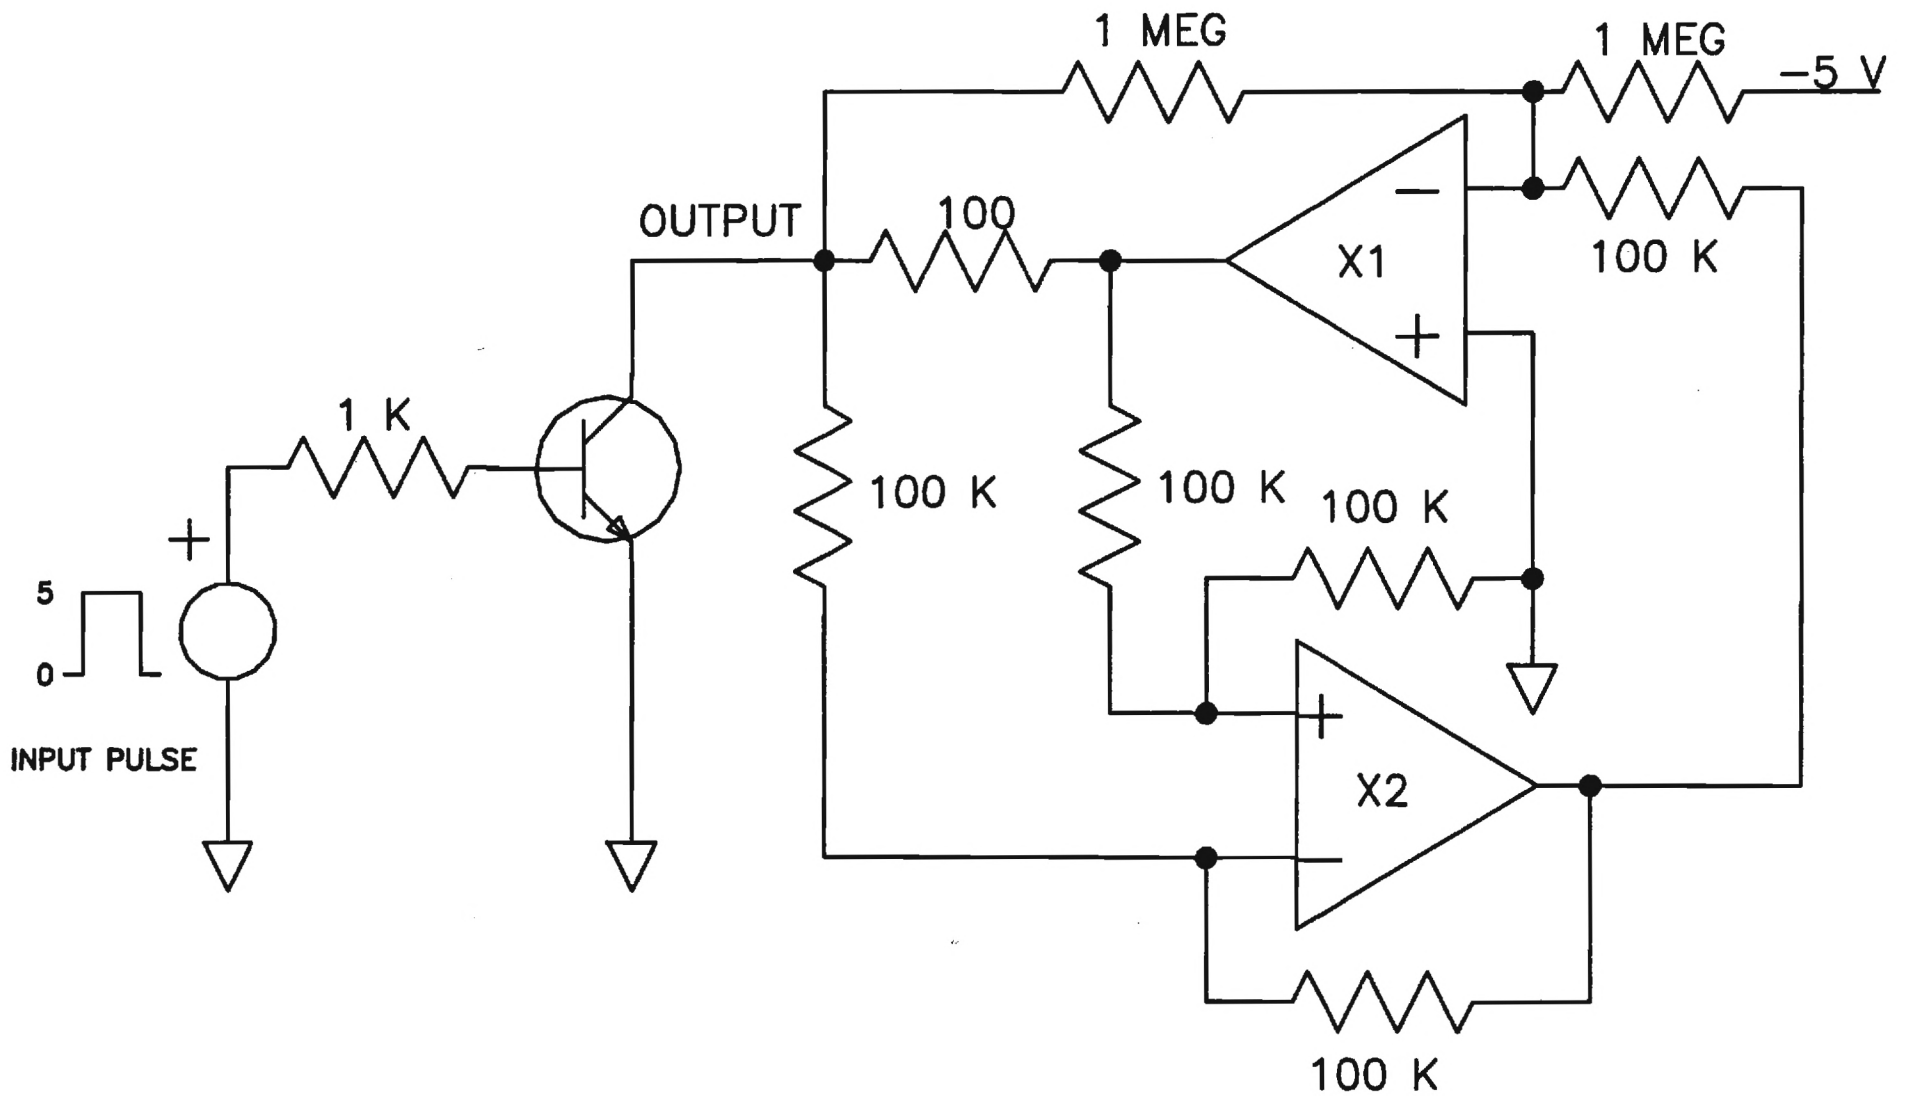 1 MEG
1 MEG
-5 V
OUTPUT
100
X1
100 K
1 K
100 K
100 K
100 K
+
5
0
INPUT PULSE
X2
100 K